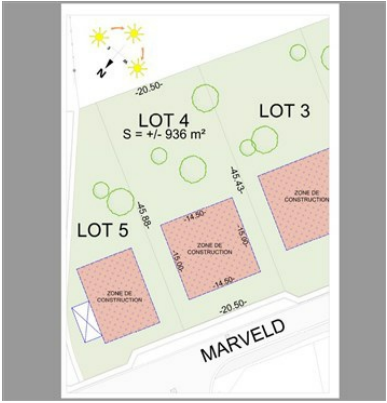 N
-20.50-
LOT 4
S = +/- 936 m²
LOT 3
-45.88-
-45.43-
LOT 5
ZONE DE
CONSTRUCTION
-14.50-
-15.00-
ZONE DE
CONSTRUCTION
-15.00-
-14.50-
ZONE DE
CONSTRUCTION
-20.50-
MARVELD